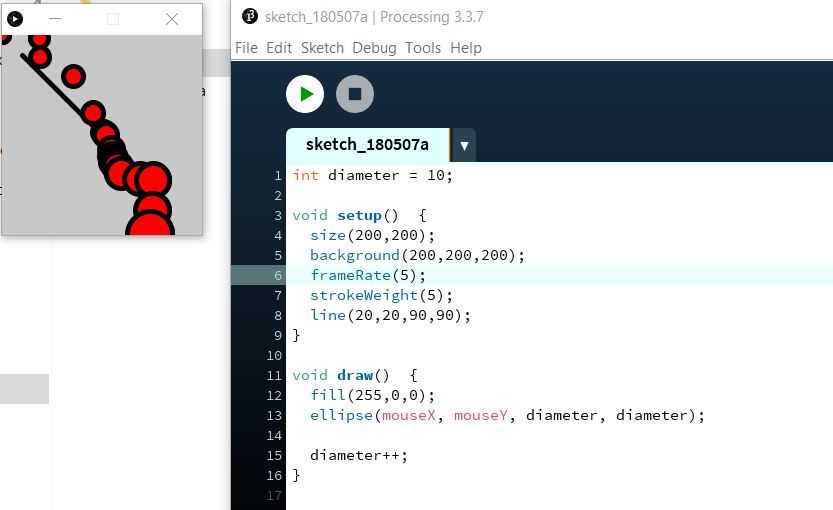 sketch_180507a | Processing 3.3.7
File Edit Sketch Debug Tools Help
sketch_180507a
1 int diameter = 10;
2
3 void setup()  {
4   size(200,200);
5   background(200,200,200);
6   frameRate(5);
7   strokeWeight(5);
8   line(20,20,90,90);
9 }
10
11 void draw()  {
12   fill(255,0,0);
13   ellipse(mouseX, mouseY, diameter, diameter);
14
15   diameter++;
16 }
17